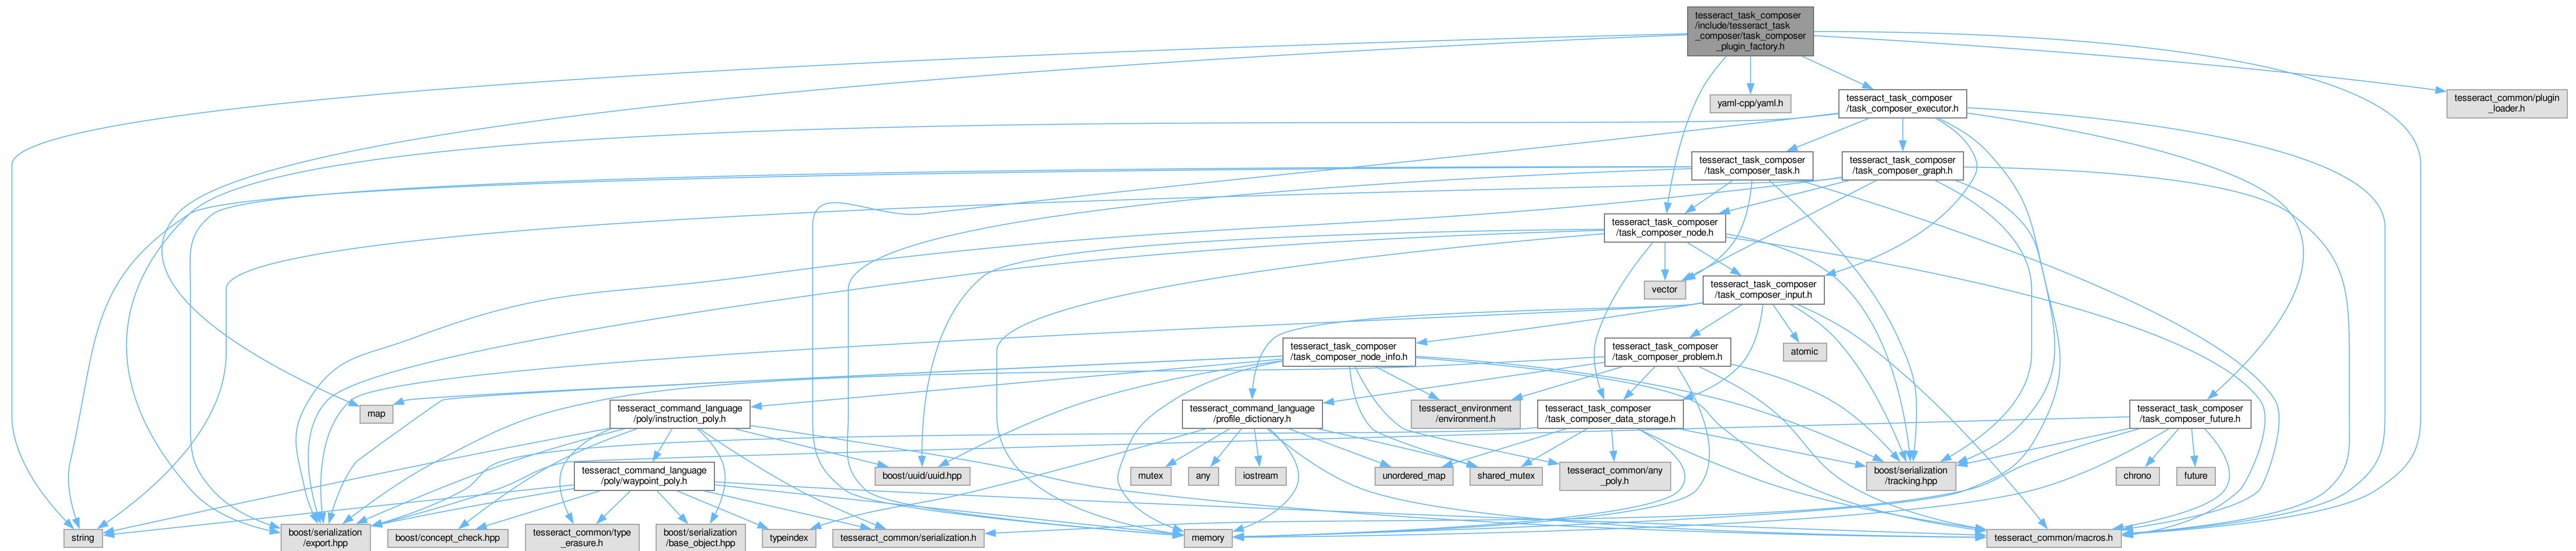 tesseract_task_composer
/include/tesseract_task
_composer/task_composer
_plugin_factory.h
yaml-cpp/yaml.h
tesseract_task_composer
/task_composer_executor.h
tesseract_common/plugin
_loader.h
tesseract_task_composer
/task_composer_task.h
tesseract_task_composer
/task_composer_graph.h
tesseract_task_composer
/task_composer_node.h
vector
tesseract_task_composer
/task_composer_input.h
tesseract_task_composer
/task_composer_node_info.h
tesseract_task_composer
/task_composer_problem.h
atomic
map
tesseract_command_language
/poly/instruction_poly.h
tesseract_command_language
/profile_dictionary.h
tesseract_environment
/environment.h
tesseract_task_composer
/task_composer_data_storage.h
tesseract_task_composer
/task_composer_future.h
tesseract_command_language
/poly/waypoint_poly.h
boost/uuid/uuid.hpp
mutex
any
iostream
unordered_map
shared_mutex
tesseract_common/any
_poly.h
boost/serialization
/tracking.hpp
chrono
future
string
boost/serialization
/export.hpp
boost/concept_check.hpp
tesseract_common/type
_erasure.h
boost/serialization
/base_object.hpp
typeindex
tesseract_common/serialization.h
memory
tesseract_common/macros.h